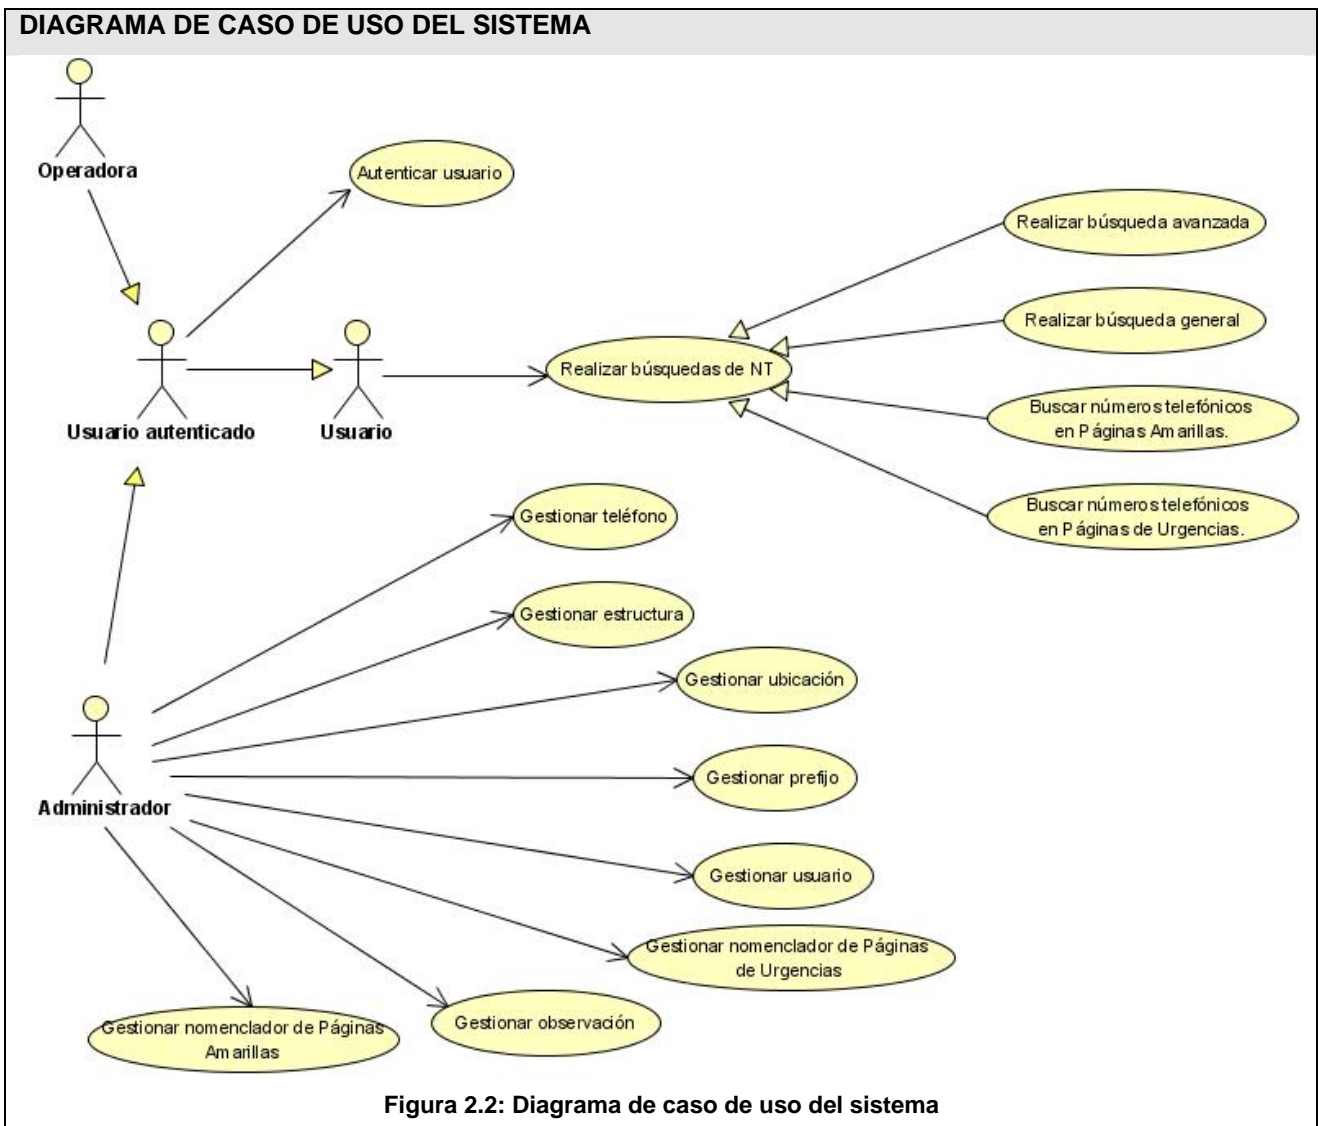 DIAGRAMA DE CASO DE USO DEL SISTEMA
Operadora
Autenticar usuario
Realizar búsqueda avanzada
Realizar búsqueda general
Realizar búsquedas de NT
Buscar números telefónicos
en Páginas Amarillas.
Usuario autenticado
Usuario
Buscar números telefónicos
en Páginas de Urgencias.
Gestionar teléfono
Gestionar estructura
Gestionar ubicación
Gestionar prefijo
Administrador
Gestionar usuario
Gestionar nomenclador de Páginas
de Urgencias
Gestionar observación
Gestionar nomenclador de Páginas
Amarillas
Figura 2.2: Diagrama de caso de uso del sistema